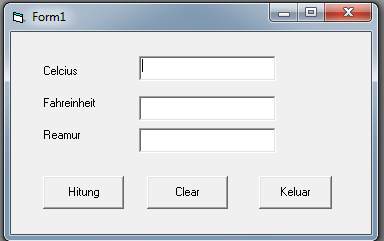 Form1
Celcius
Fahreinheit
Reamur
Hitung Clear Keluar